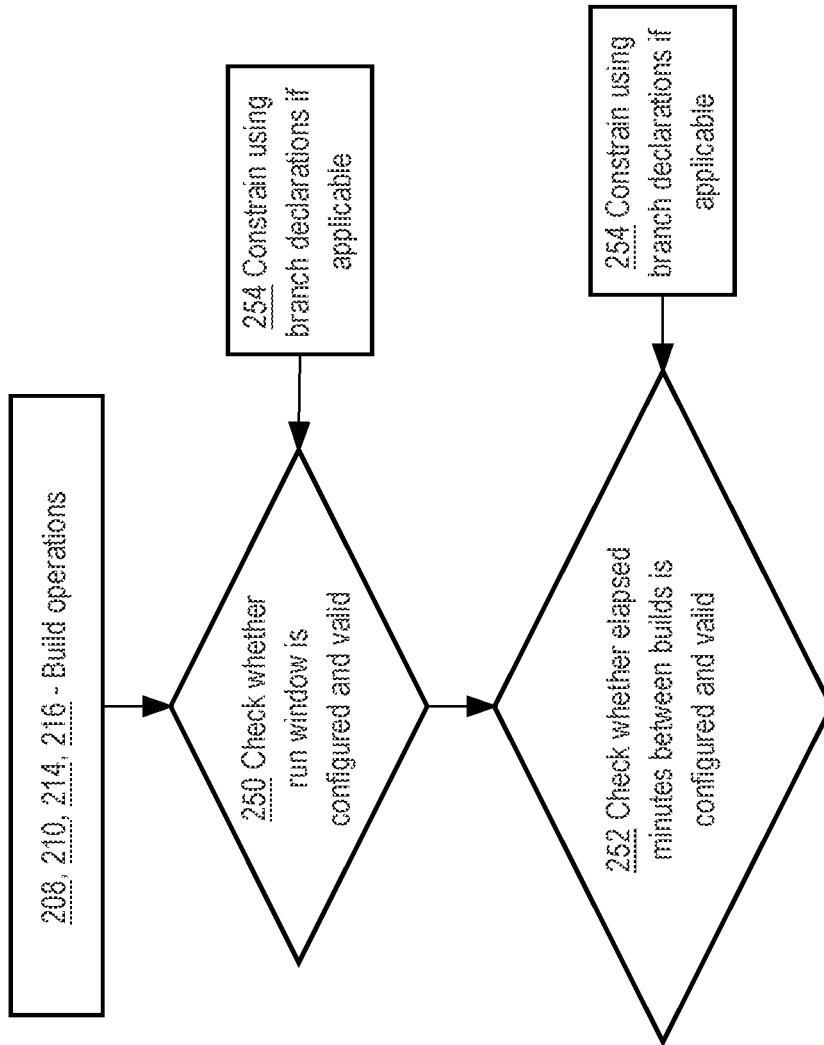 208, 210, 214, 216 - Build operations
250 Check whether
run window is
configured and valid
254 Constrain using
branch declarations if
applicable
252 Check whether elapsed
minutes between builds is
configured and valid
254 Constrain using
branch declarations if
applicable